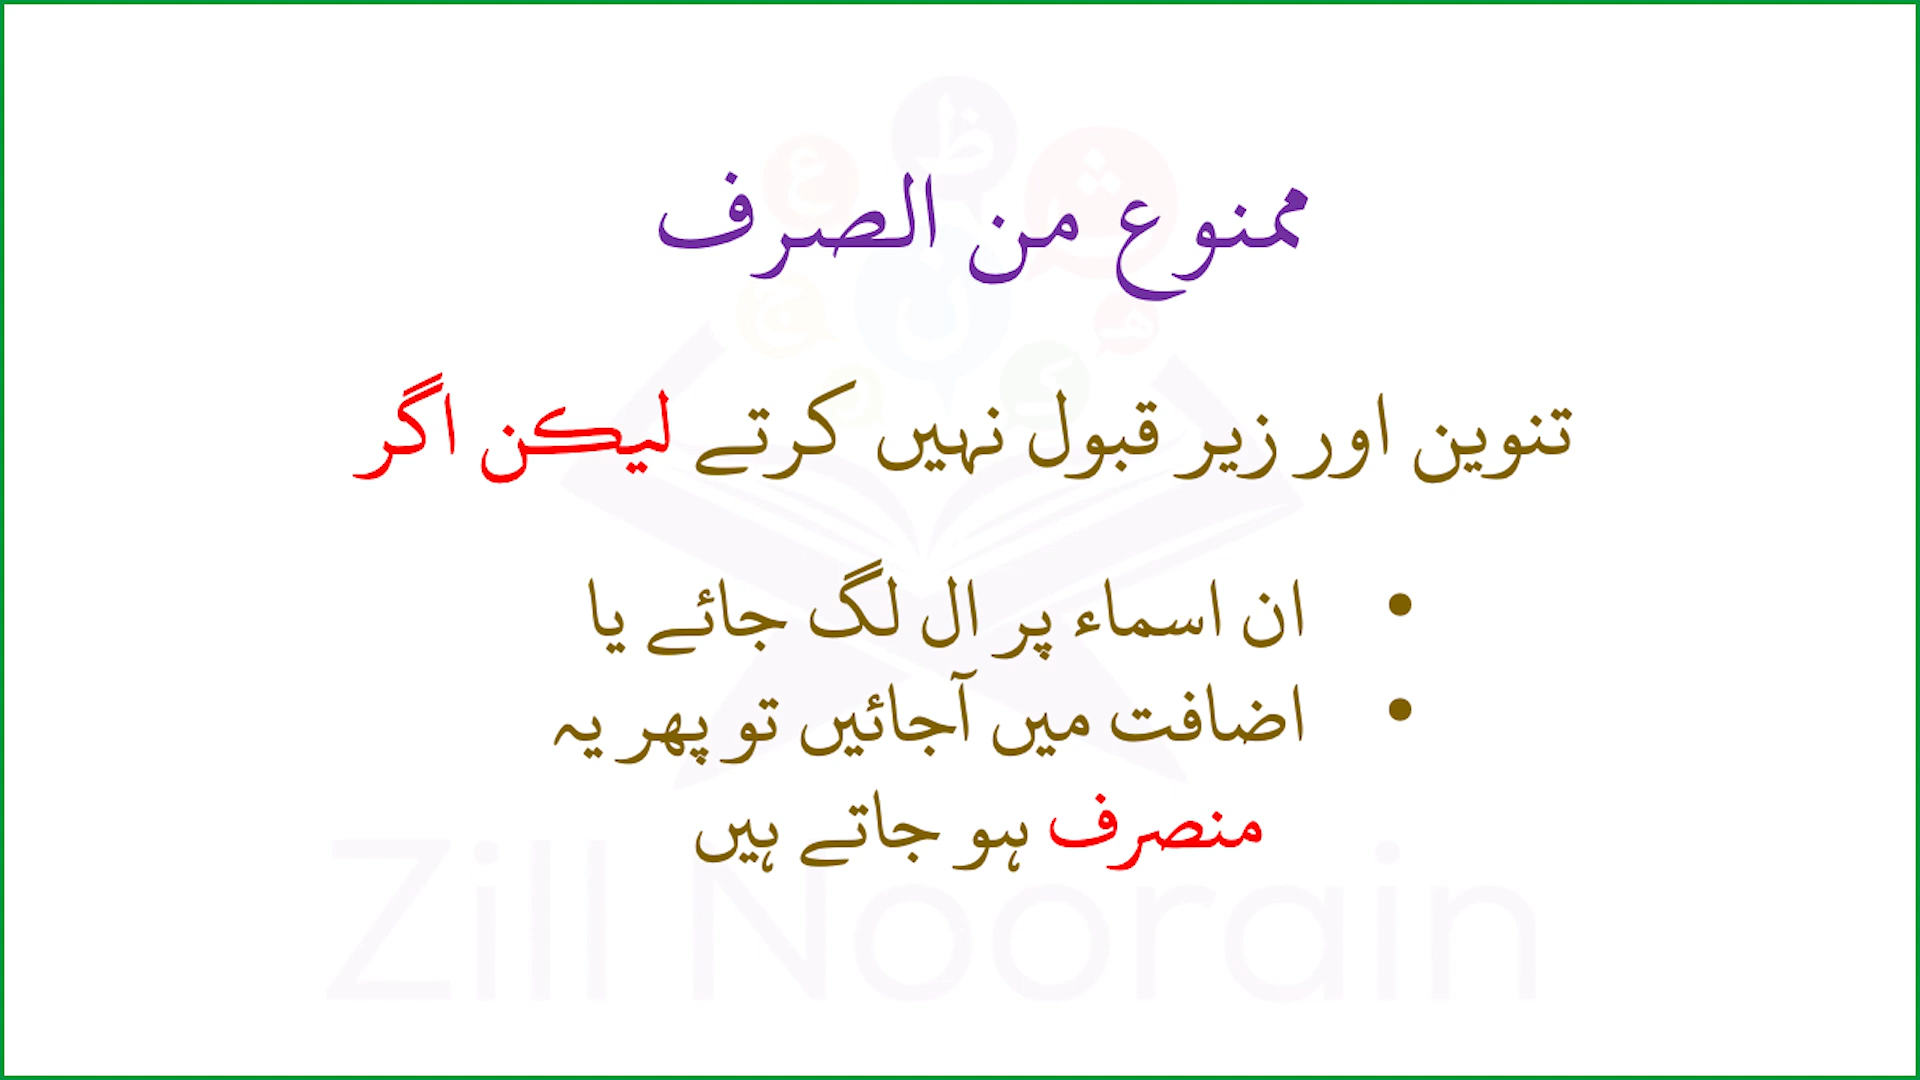 ممنوع من الصرف
تنوین اور زیر قبول نہیں کرتے لیکن اگر
• ان اسماء پر ال لگ جائے یا
• اضافت میں آجائیں تو پھر یہ
منصرف ہو جاتے ہیں
Zill Noorain